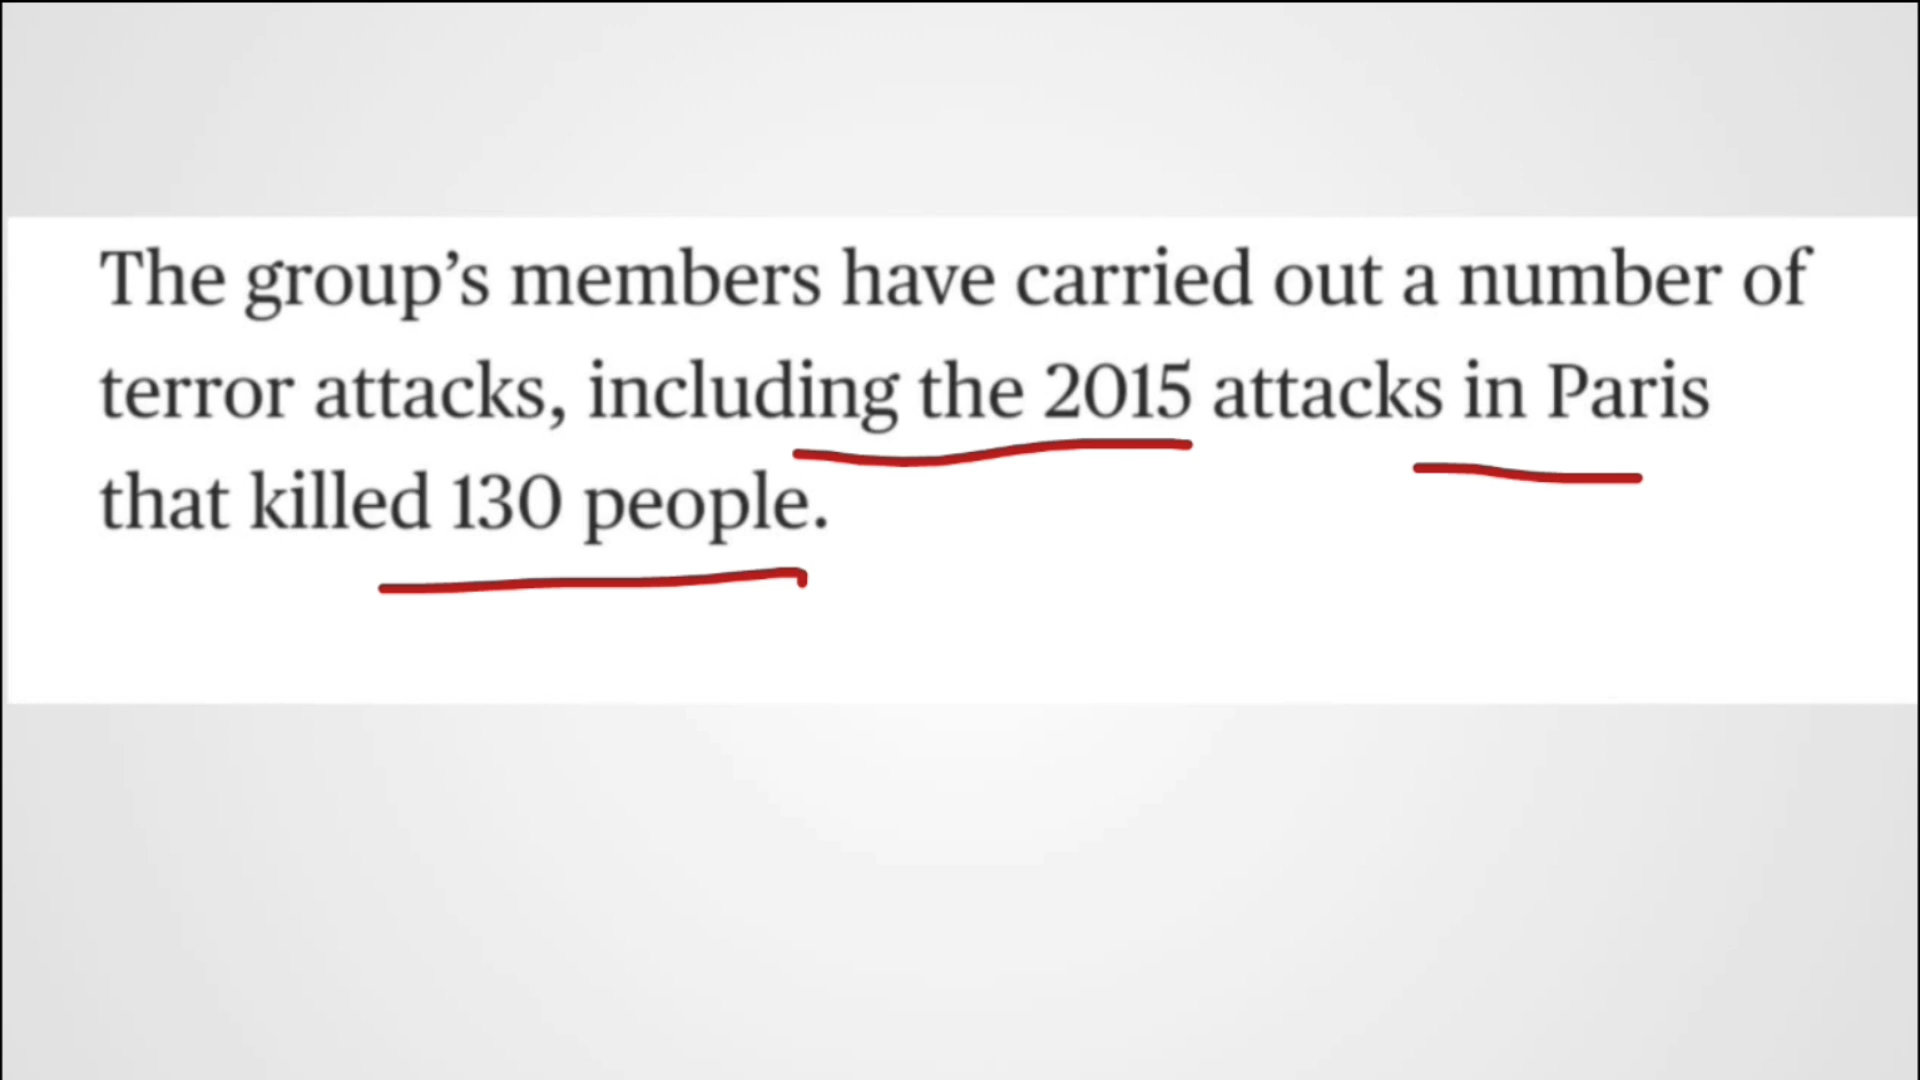 The group’s members have carried out a number of
terror attacks, including the 2015 attacks in Paris
that killed 130 people.